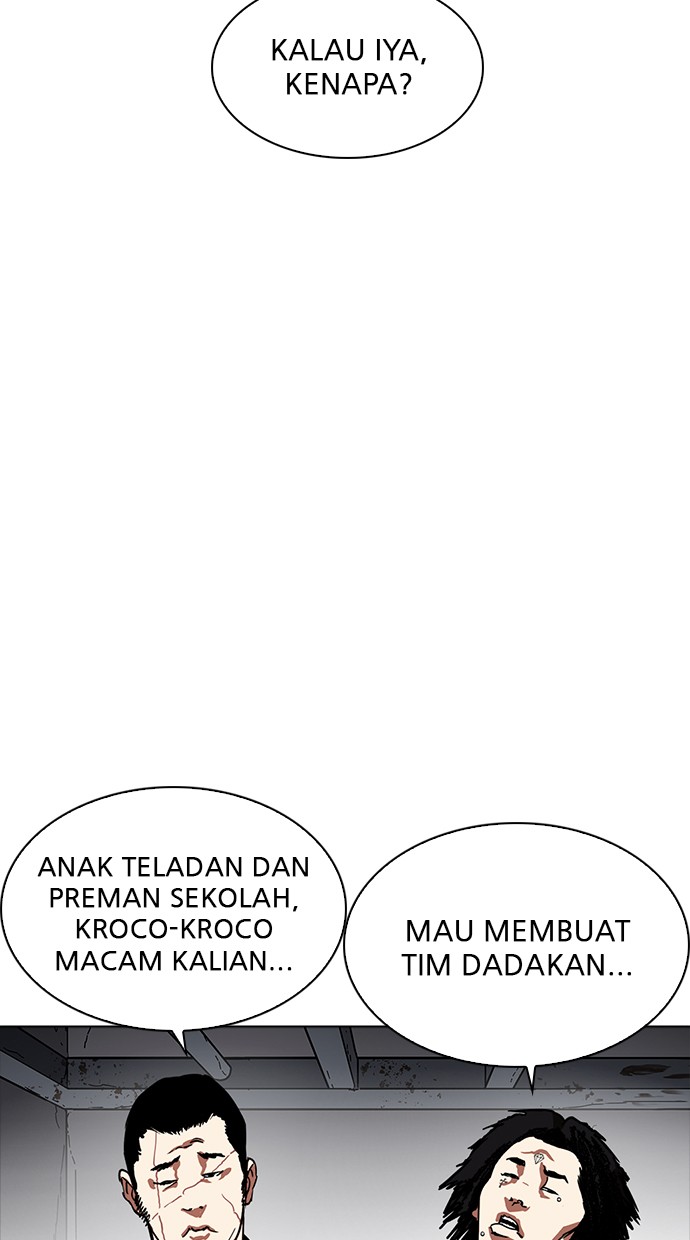 KALAU IYA,
KENAPA?
ANAK TELADAN DAN
PREMAN SEKOLAH,
KROCO-KROCO
MACAM KALIAN...
MAU MEMBUAT
TIM DADAKAN...